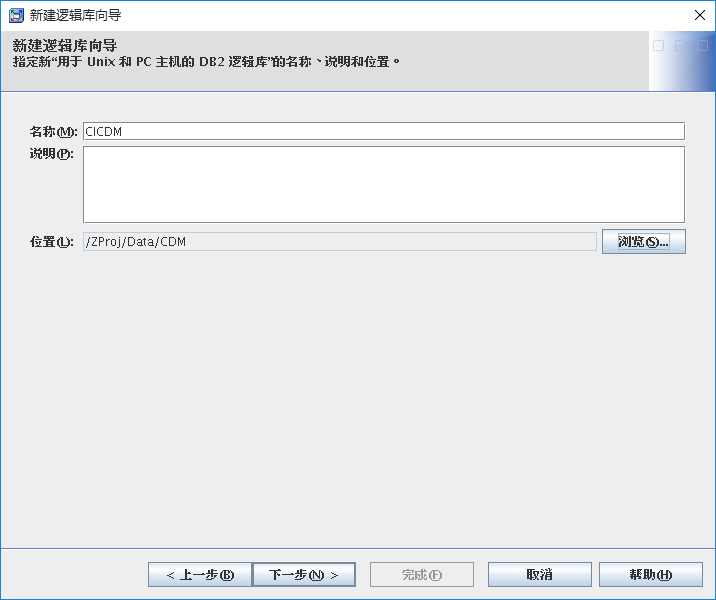 新建逻辑库向导
新建逻辑库向导
指定新“用于 Unix 和 PC 主机的 DB2 逻辑库”的名称、说明和位置。
名称(M): CICDM
说明(P):
位置(L): /ZProj/Data/CDM 浏览(S)...
< 上一步(B) 下一步(N) > 完成(F) 取消 帮助(H)